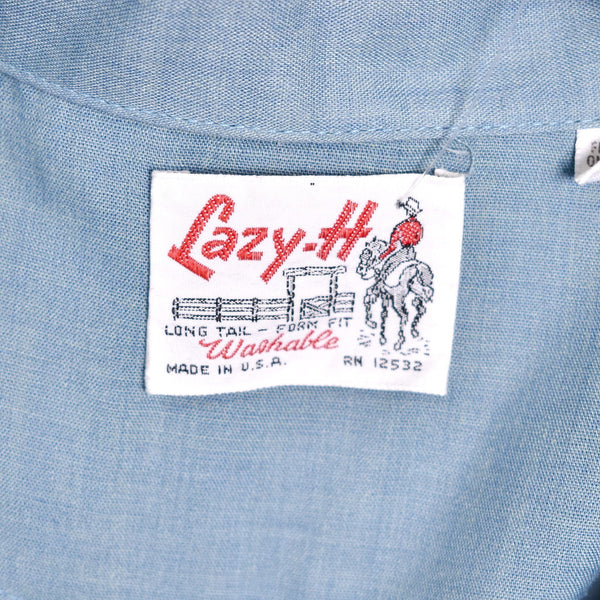 Lazy-H
LONG TAIL - FORM FIT
Washable
MADE IN U.S.A. RN 12532